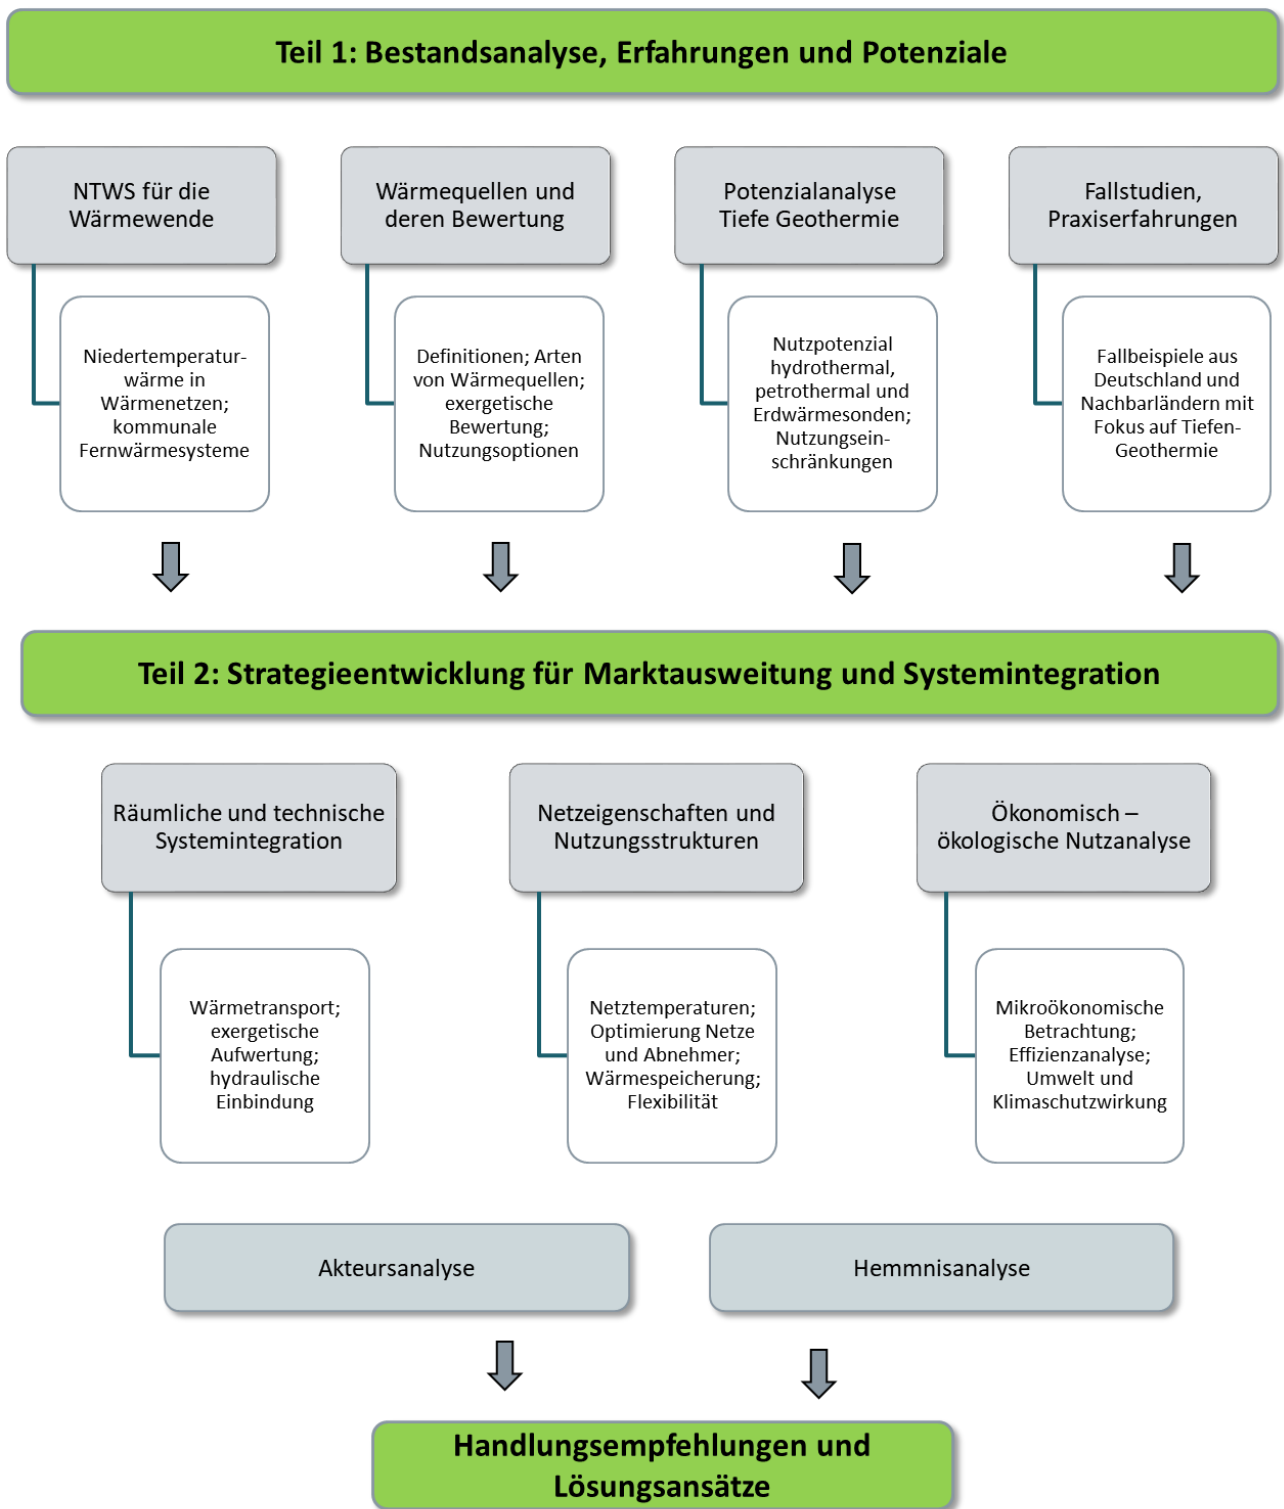 Teil 1: Bestandsanalyse, Erfahrungen und Potenziale
NTWS für die
Wärmewende
Niedertemperatur-
wärme in
Wärmenetzen;
kommunale
Fernwärmesysteme
Wärmequellen und
deren Bewertung
Definitionen; Arten
von Wärmequellen;
exergetische
Bewertung;
Nutzungsoptionen
Potenzialanalyse
Tiefe Geothermie
Nutzpotenzial
hydrothermal,
petrothermal und
Erdwärmesonden;
Nutzungsein-
schränkungen
Fallstudien,
Praxiserfahrungen
Fallbeispiele aus
Deutschland und
Nachbarländern mit
Fokus auf Tiefen-
Geothermie
Teil 2: Strategieentwicklung für Marktausweitung und Systemintegration
Räumliche und technische
Systemintegration
Wärmetransport;
exergetische
Aufwertung;
hydraulische
Einbindung
Netzeigenschaften und
Nutzungsstrukturen
Netztemperaturen;
Optimierung Netze
und Abnehmer;
Wärmespeicherung;
Flexibilität
Ökonomisch –
ökologische Nutzanalyse
Mikroökonomische
Betrachtung;
Effizienzanalyse;
Umwelt und
Klimaschutzwirkung
Akteursanalyse
Hemmnisanalyse
Handlungsempfehlungen und
Lösungsansätze